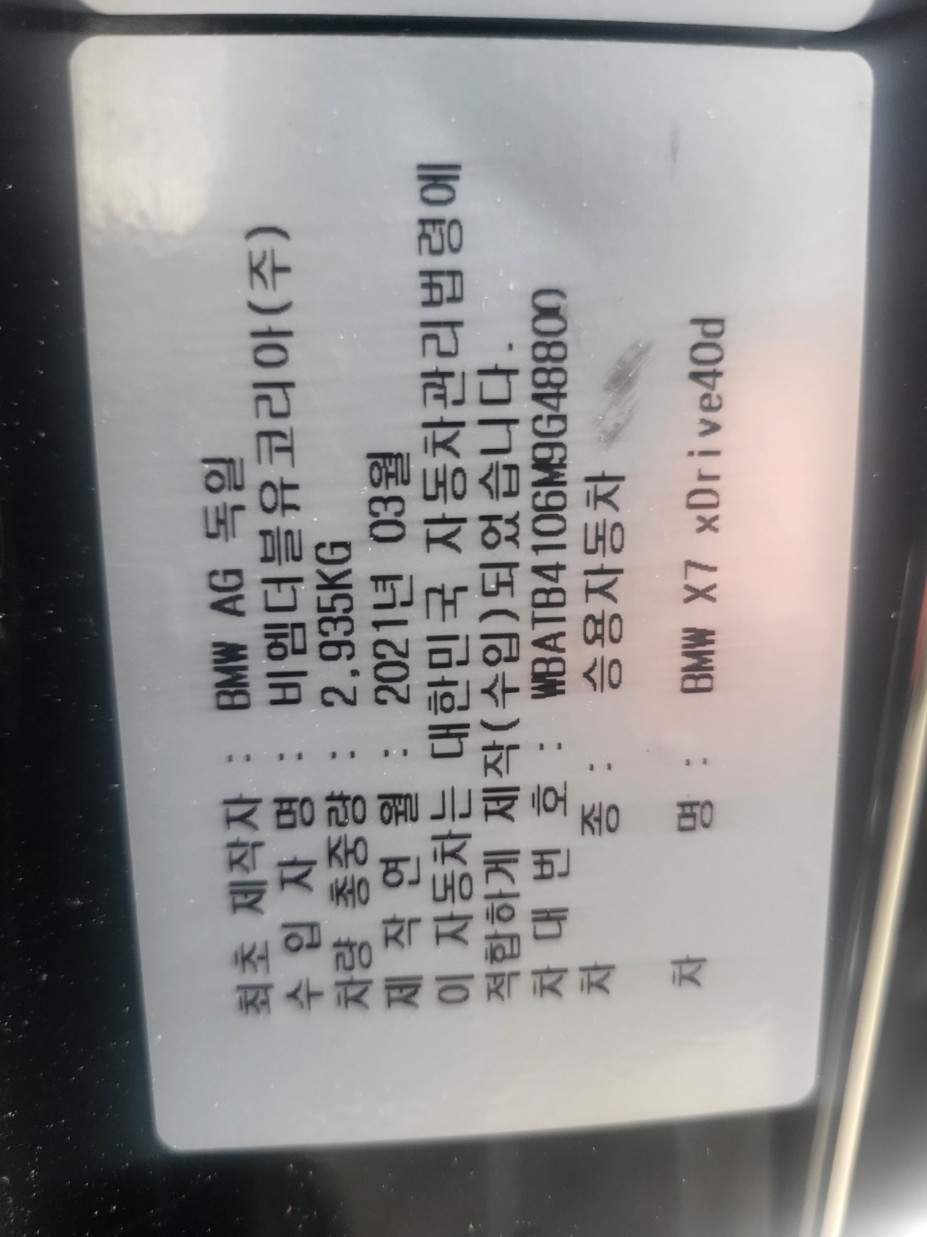 최초 제작자 : BMW AG 독일
수 입 자 명 : 비엠더블유코리아(주)
차량 총중량 : 2,935KG
제 작 연 월 : 2021년 03월
이 자동차는 대한민국 자동차관리법령에
적합하게 제작(수입)되었습니다.
차 대 번 호 : WBATB4106M9G48800
차 종 : 승용자동차
차 명 : BMW X7 xDrive40d